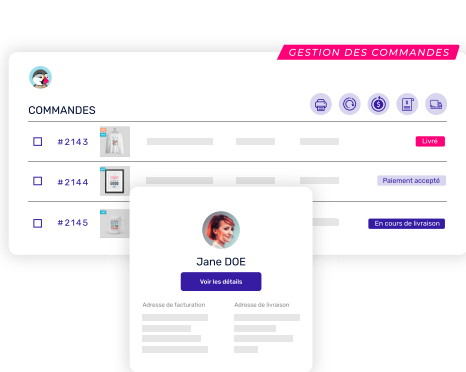 GESTION DES COMMANDES
COMMANDES
#2143
Livré
#2144
Paiement accepté
#2145
En cours de livraison
Jane DOE
Voir les détails
Adresse de facturation
Adresse de livraison